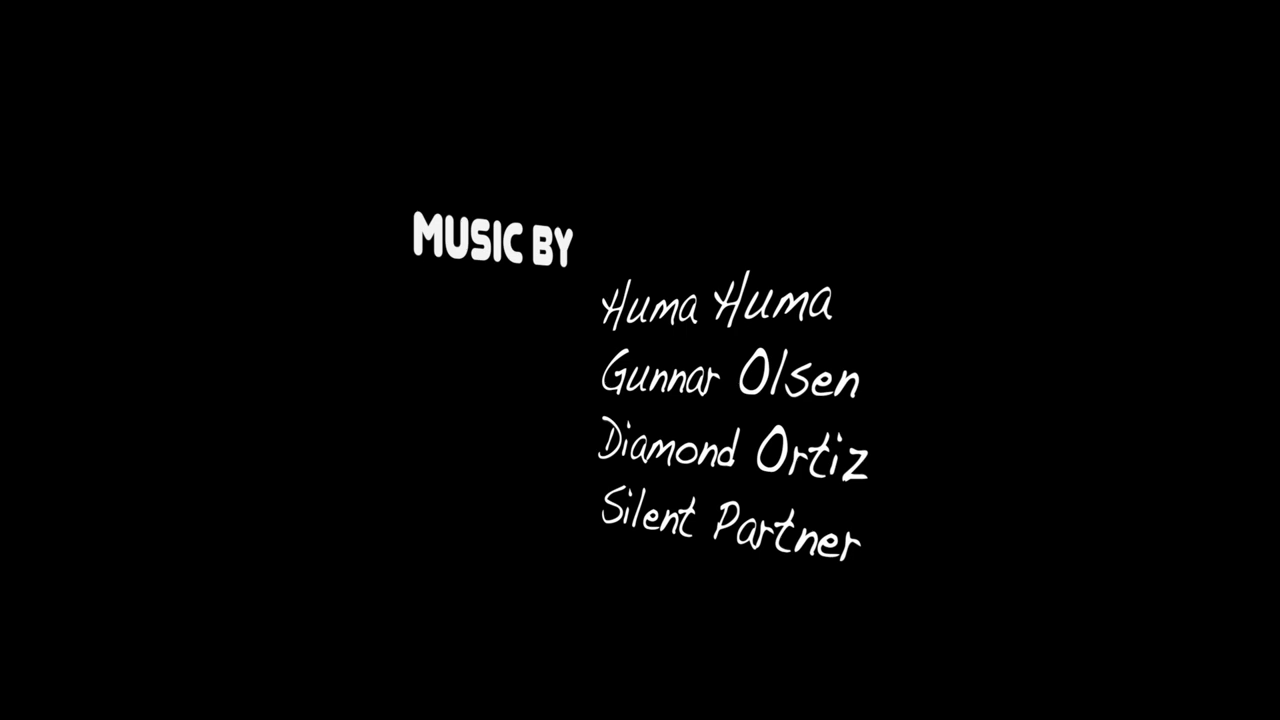 MUSIC BY
Huma Huma
Gunnar Olsen
Diamond Ortiz
Silent Partner